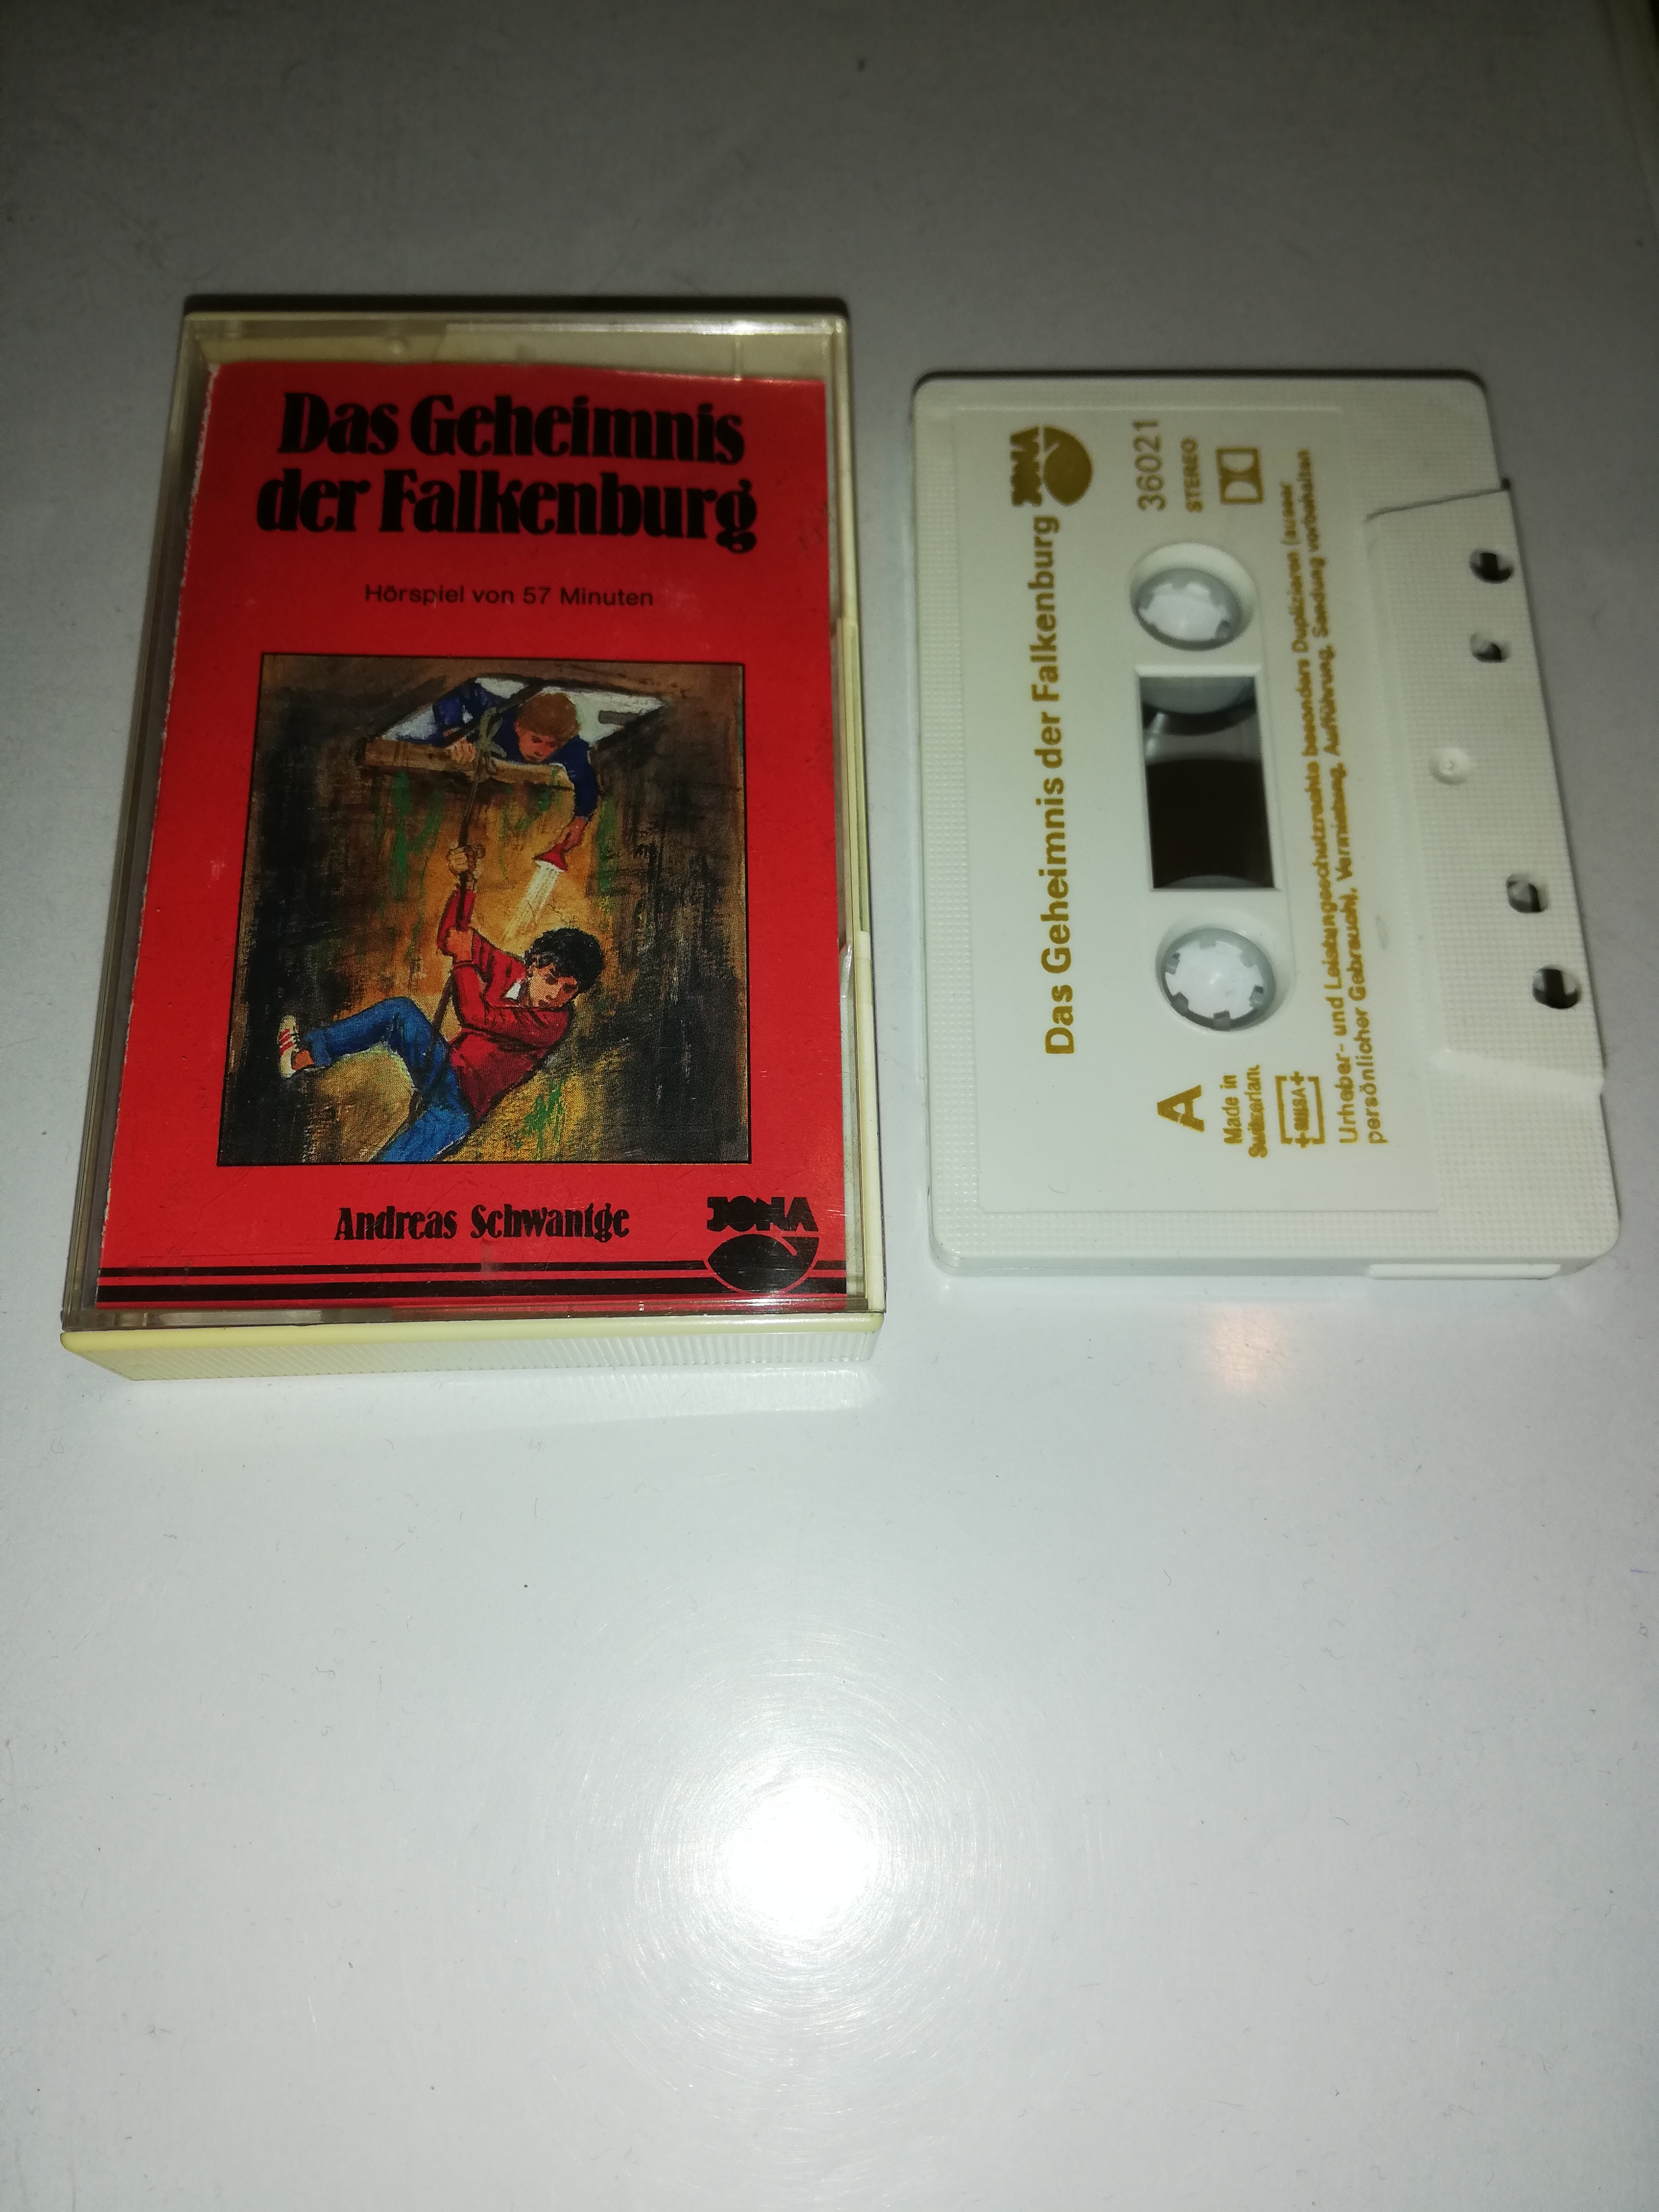 Das Geheimnis
der Falkenburg
Hörspiel von 57 Minuten
Andreas Schwantge
JONA
Das Geheimnis der Falkenburg
JONA
36021
STEREO
A
Made in
Switzerland
SUISA
Urheber- und Leistungsschutzrechte besonders Duplizieren (ausser
persönlicher Gebrauch), Vermietung, Aufführung, Sendung vorbehalten